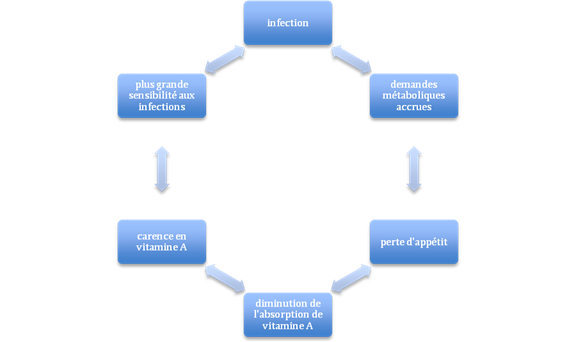 infection
demandes
métaboliques
accrues
perte d'appétit
diminution de
l'absorption de
vitamine A
carence en
vitamine A
plus grande
sensibilité aux
infections